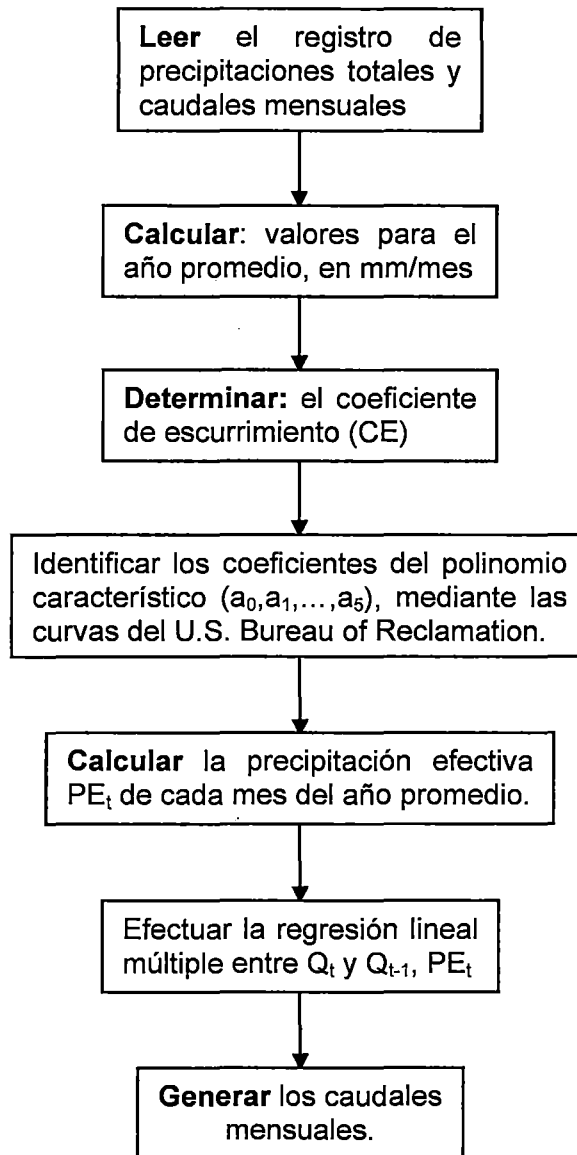 Leer el registro de
precipitaciones totales y
caudales mensuales
Calcular: valores para el
año promedio, en mm/mes
Determinar: el coeficiente
de escurrimiento (CE)
Identificar los coeficientes del polinomio
característico (a₀,a₁,...,a₅), mediante las
curvas del U.S. Bureau of Reclamation.
Calcular la precipitación efectiva
PEₜ de cada mes del año promedio.
Efectuar la regresión lineal
múltiple entre Qₜ y Qₜ₋₁, PEₜ
Generar los caudales
mensuales.